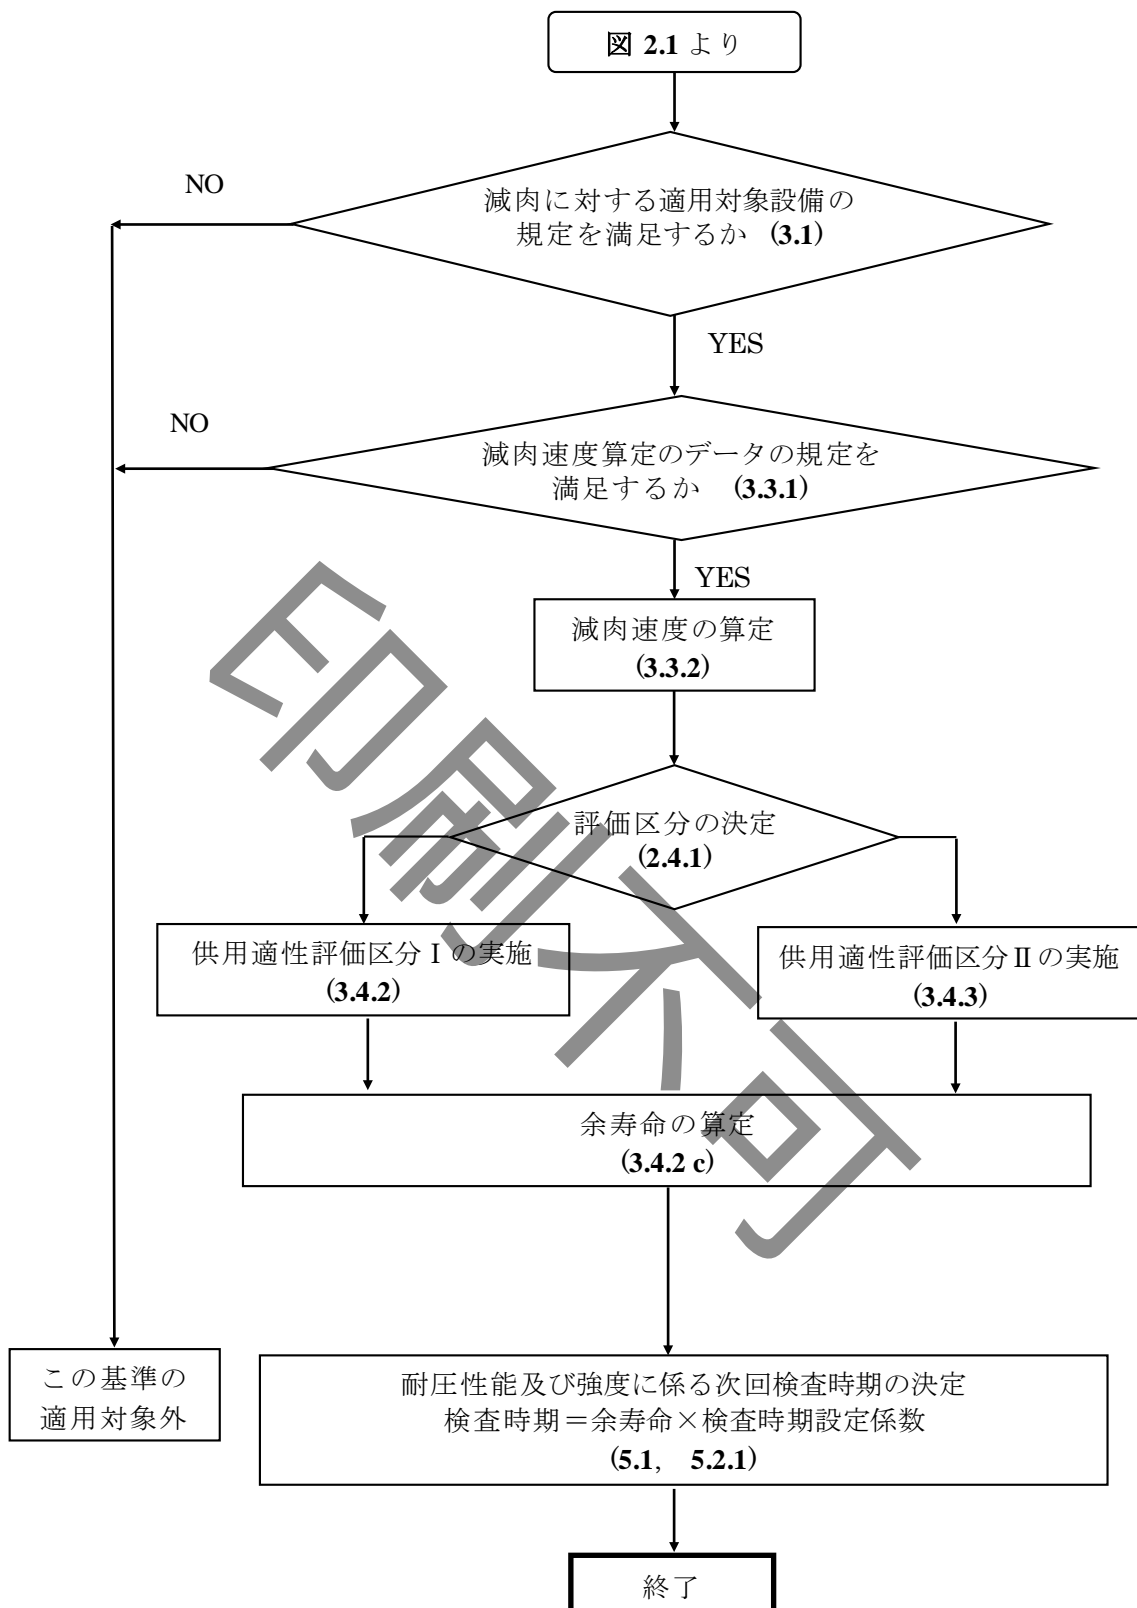 図 2.1 より
NO
減肉に対する適用対象設備の
規定を満足するか (3.1)
YES
NO
減肉速度算定のデータの規定を
満足するか (3.3.1)
YES
減肉速度の算定
(3.3.2)
評価区分の決定
(2.4.1)
供用適性評価区分Ⅰの実施
(3.4.2)
供用適性評価区分Ⅱの実施
(3.4.3)
余寿命の算定
(3.4.2 c)
この基準の
適用対象外
耐圧性能及び強度に係る次回検査時期の決定
検査時期＝余寿命×検査時期設定係数
(5.1, 5.2.1)
終了
印刷不可